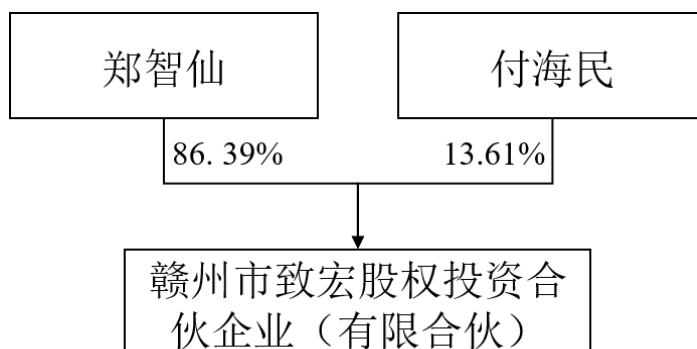 郑智仙
付海民
86. 39%
13.61%
赣州市致宏股权投资合
伙企业（有限合伙）